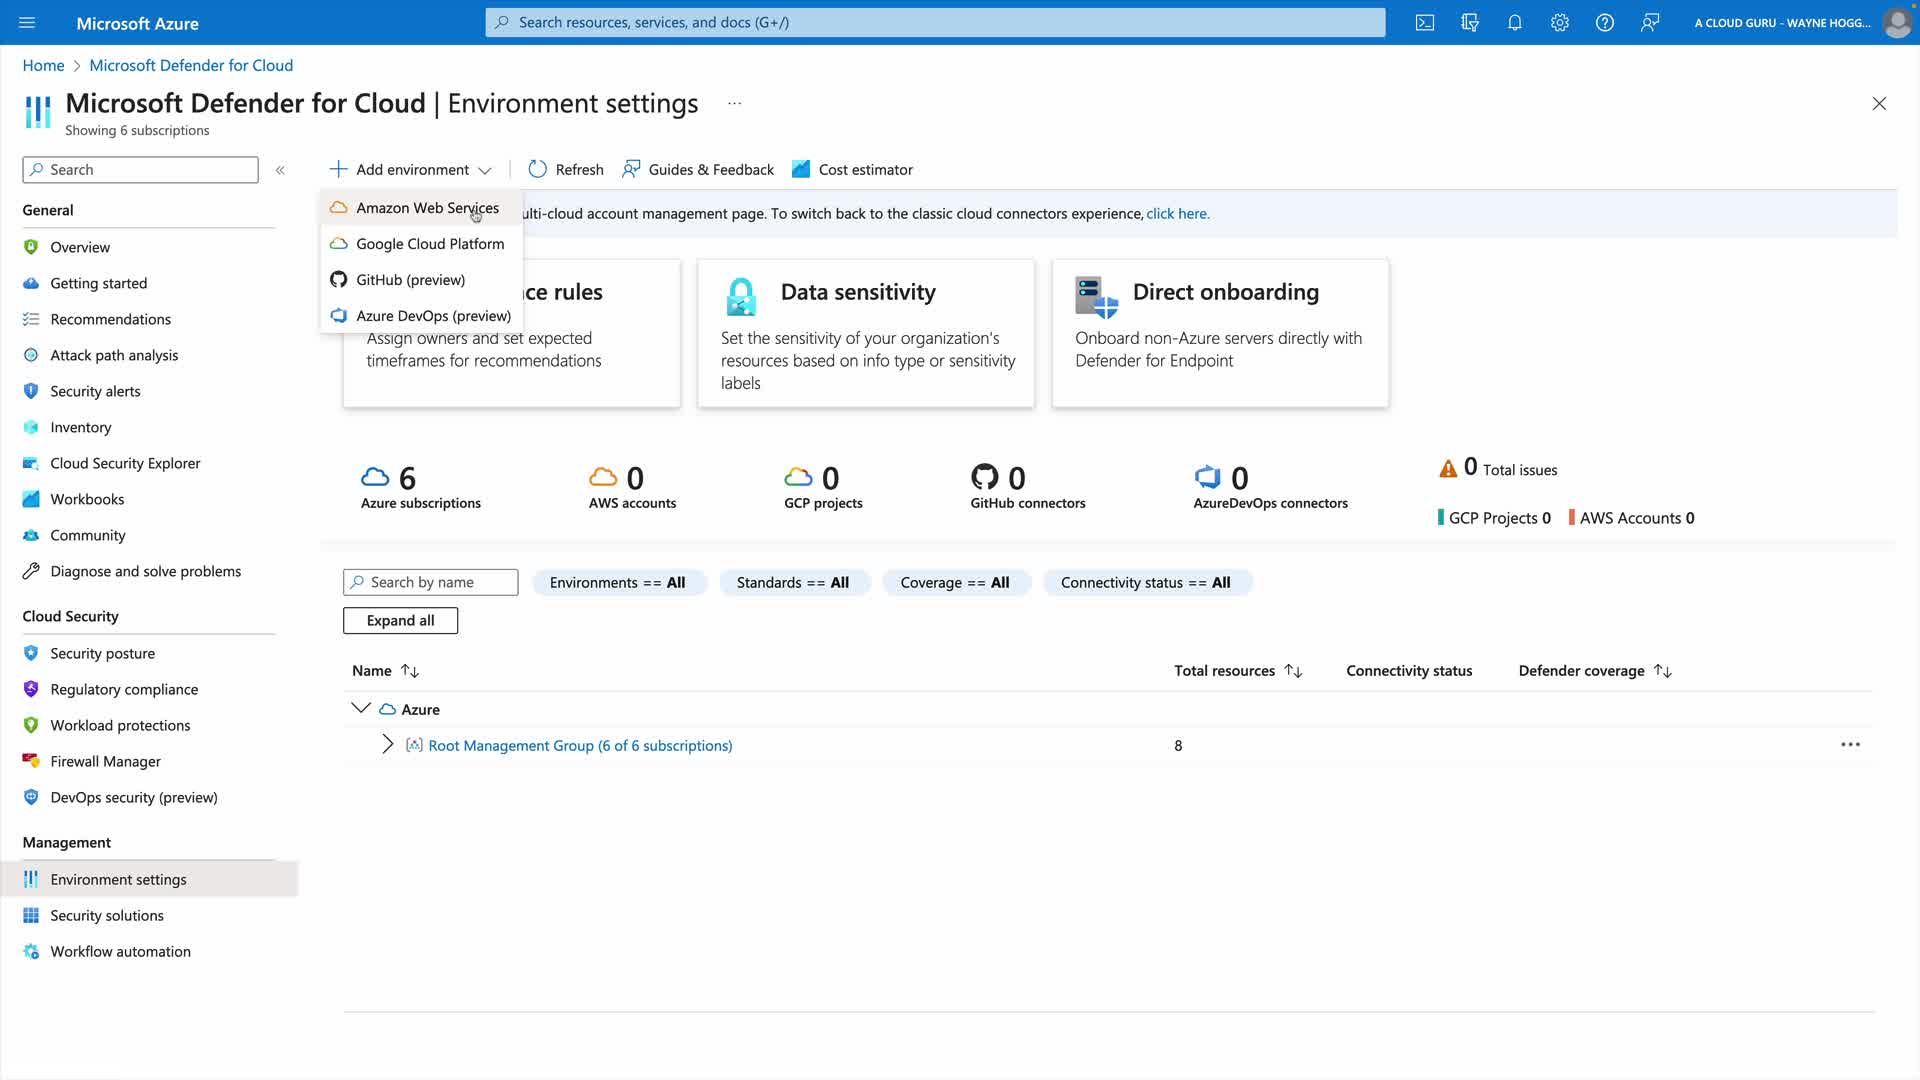 Microsoft Azure
Search resources, services, and docs (G+/)
A CLOUD GURU - WAYNE HOGG...
Home > Microsoft Defender for Cloud
Microsoft Defender for Cloud | Environment settings ...
Showing 6 subscriptions
Search
General
Overview
Getting started
Recommendations
Attack path analysis
Security alerts
Inventory
Cloud Security Explorer
Workbooks
Community
Diagnose and solve problems
Cloud Security
Security posture
Regulatory compliance
Workload protections
Firewall Manager
DevOps security (preview)
Management
Environment settings
Security solutions
Workflow automation
Add environment
Refresh
Guides & Feedback
Cost estimator
Amazon Web Services
Google Cloud Platform
GitHub (preview)
Azure DevOps (preview)
ulti-cloud account management page. To switch back to the classic cloud connectors experience, click here.
ce rules
Assign owners and set expected
timeframes for recommendations
Data sensitivity
Set the sensitivity of your organization's
resources based on info type or sensitivity
labels
Direct onboarding
Onboard non-Azure servers directly with
Defender for Endpoint
6
Azure subscriptions
0
AWS accounts
0
GCP projects
0
GitHub connectors
0
AzureDevOps connectors
0 Total issues
GCP Projects 0
AWS Accounts 0
Search by name
Environments == All
Standards == All
Coverage == All
Connectivity status == All
Expand all
Name
Total resources
Connectivity status
Defender coverage
Azure
Root Management Group (6 of 6 subscriptions)
8